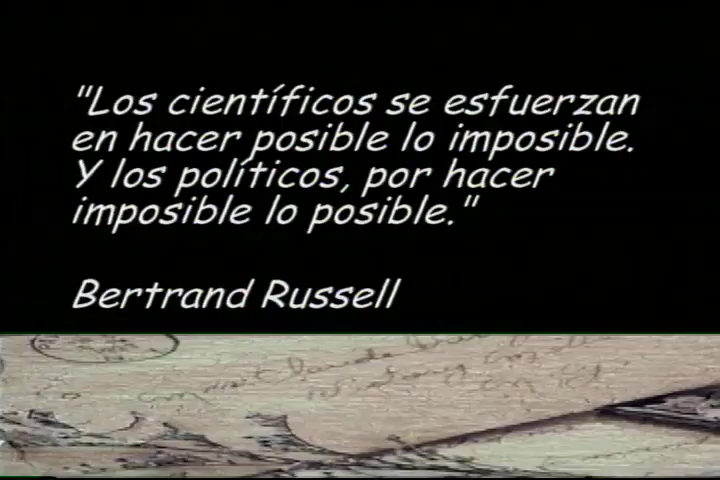 "Los científicos se esfuerzan
en hacer posible lo imposible.
Y los políticos, por hacer
imposible lo posible."
Bertrand Russell